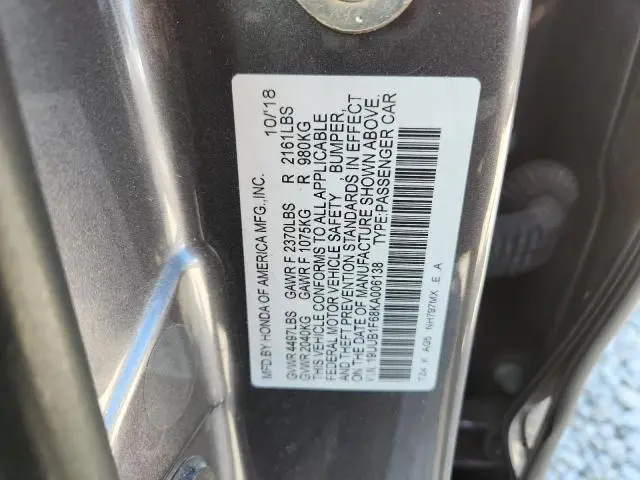 MFD.BY HONDA OF AMERICA MFG.,INC. 10/18
GVWR 4497LBS GAWR F 2370LBS R 2161LBS
GVWR 2040KG GAWR F 1075KG R 980KG
THIS VEHICLE CONFORMS TO ALL APPLICABLE
FEDERAL MOTOR VEHICLE SAFETY , BUMPER,
AND THEFT PREVENTION STANDARDS IN EFFECT
ON THE DATE OF MANUFACTURE SHOWN ABOVE.
V.I.N. 19UUB1F68KA006138 TYPE:PASSENGER CAR
TZ4 K AG5 NH797MX E A